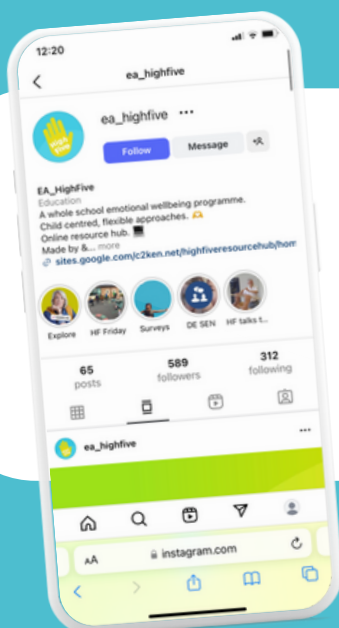 12:20
ea_highfive
high
five
ea_highfive
Follow
Message
EA_HighFive
Education
A whole school emotional wellbeing programme.
Child centred, flexible approaches.
Online resource hub.
Made by &... more
sites.google.com/c2ken.net/highfiveresourcehub/hom
Explore
HF Friday
Surveys
DE SEN
HF talks t...
65
posts
589
followers
312
following
ea_highfive
AA
instagram.com